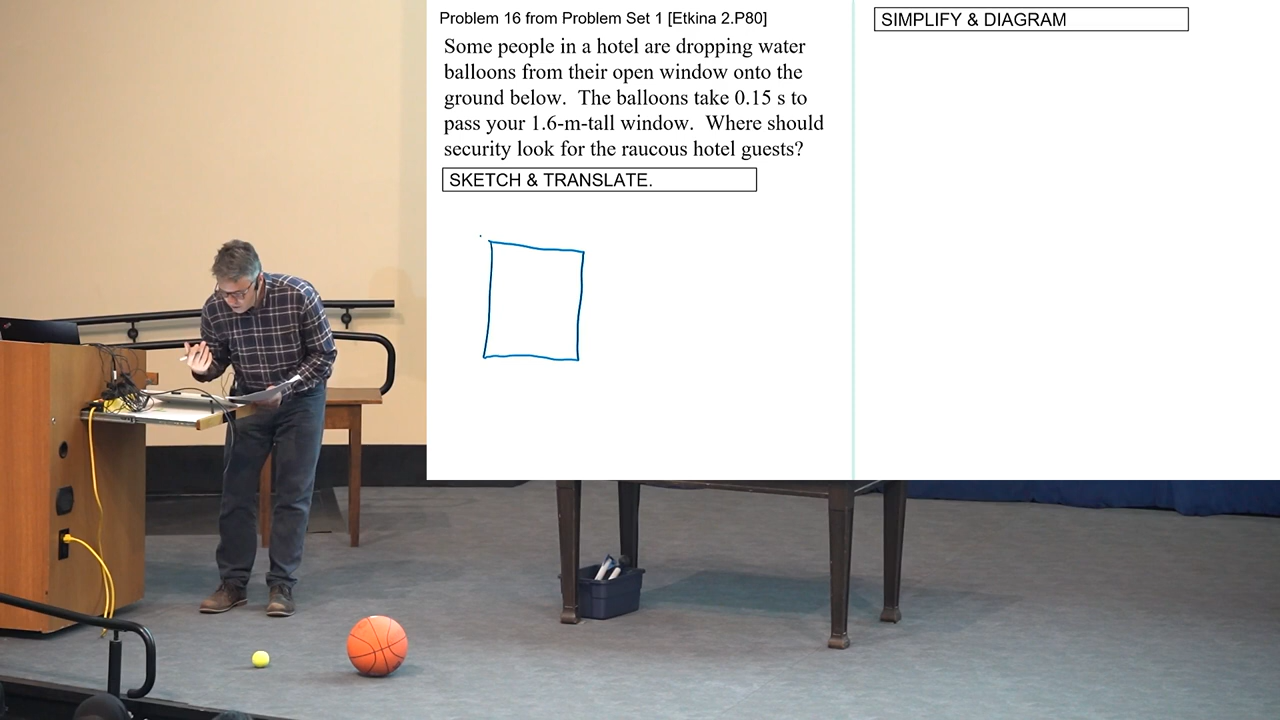 Problem 16 from Problem Set 1 [Etkina 2.P80]
Some people in a hotel are dropping water
balloons from their open window onto the
ground below.  The balloons take 0.15 s to
pass your 1.6-m-tall window.  Where should
security look for the raucous hotel guests?
SKETCH & TRANSLATE.
SIMPLIFY & DIAGRAM